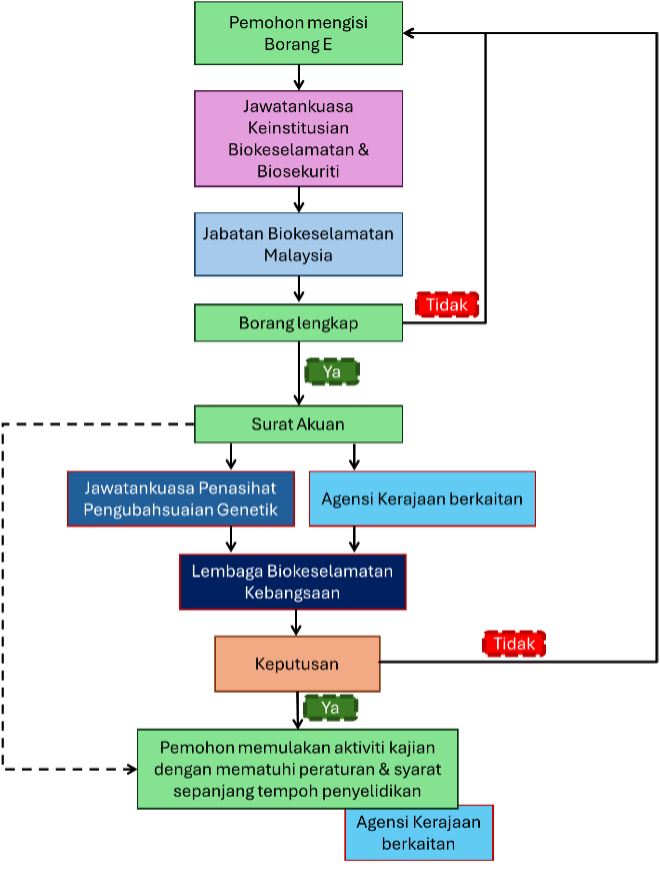 Pemohon mengisi
Borang E
Jawatankuasa
Keinstitusian
Biokeselamatan &
Biosekuriti
Jabatan Biokeselamatan
Malaysia
Borang lengkap
Tidak
Ya
Surat Akuan
Jawatankuasa Penasihat
Pengubahsuaian Genetik
Agensi Kerajaan berkaitan
Lembaga Biokeselamatan
Kebangsaan
Keputusan
Tidak
Ya
Pemohon memulakan aktiviti kajian
dengan mematuhi peraturan & syarat
sepanjang tempoh penyelidikan
Agensi Kerajaan
berkaitan